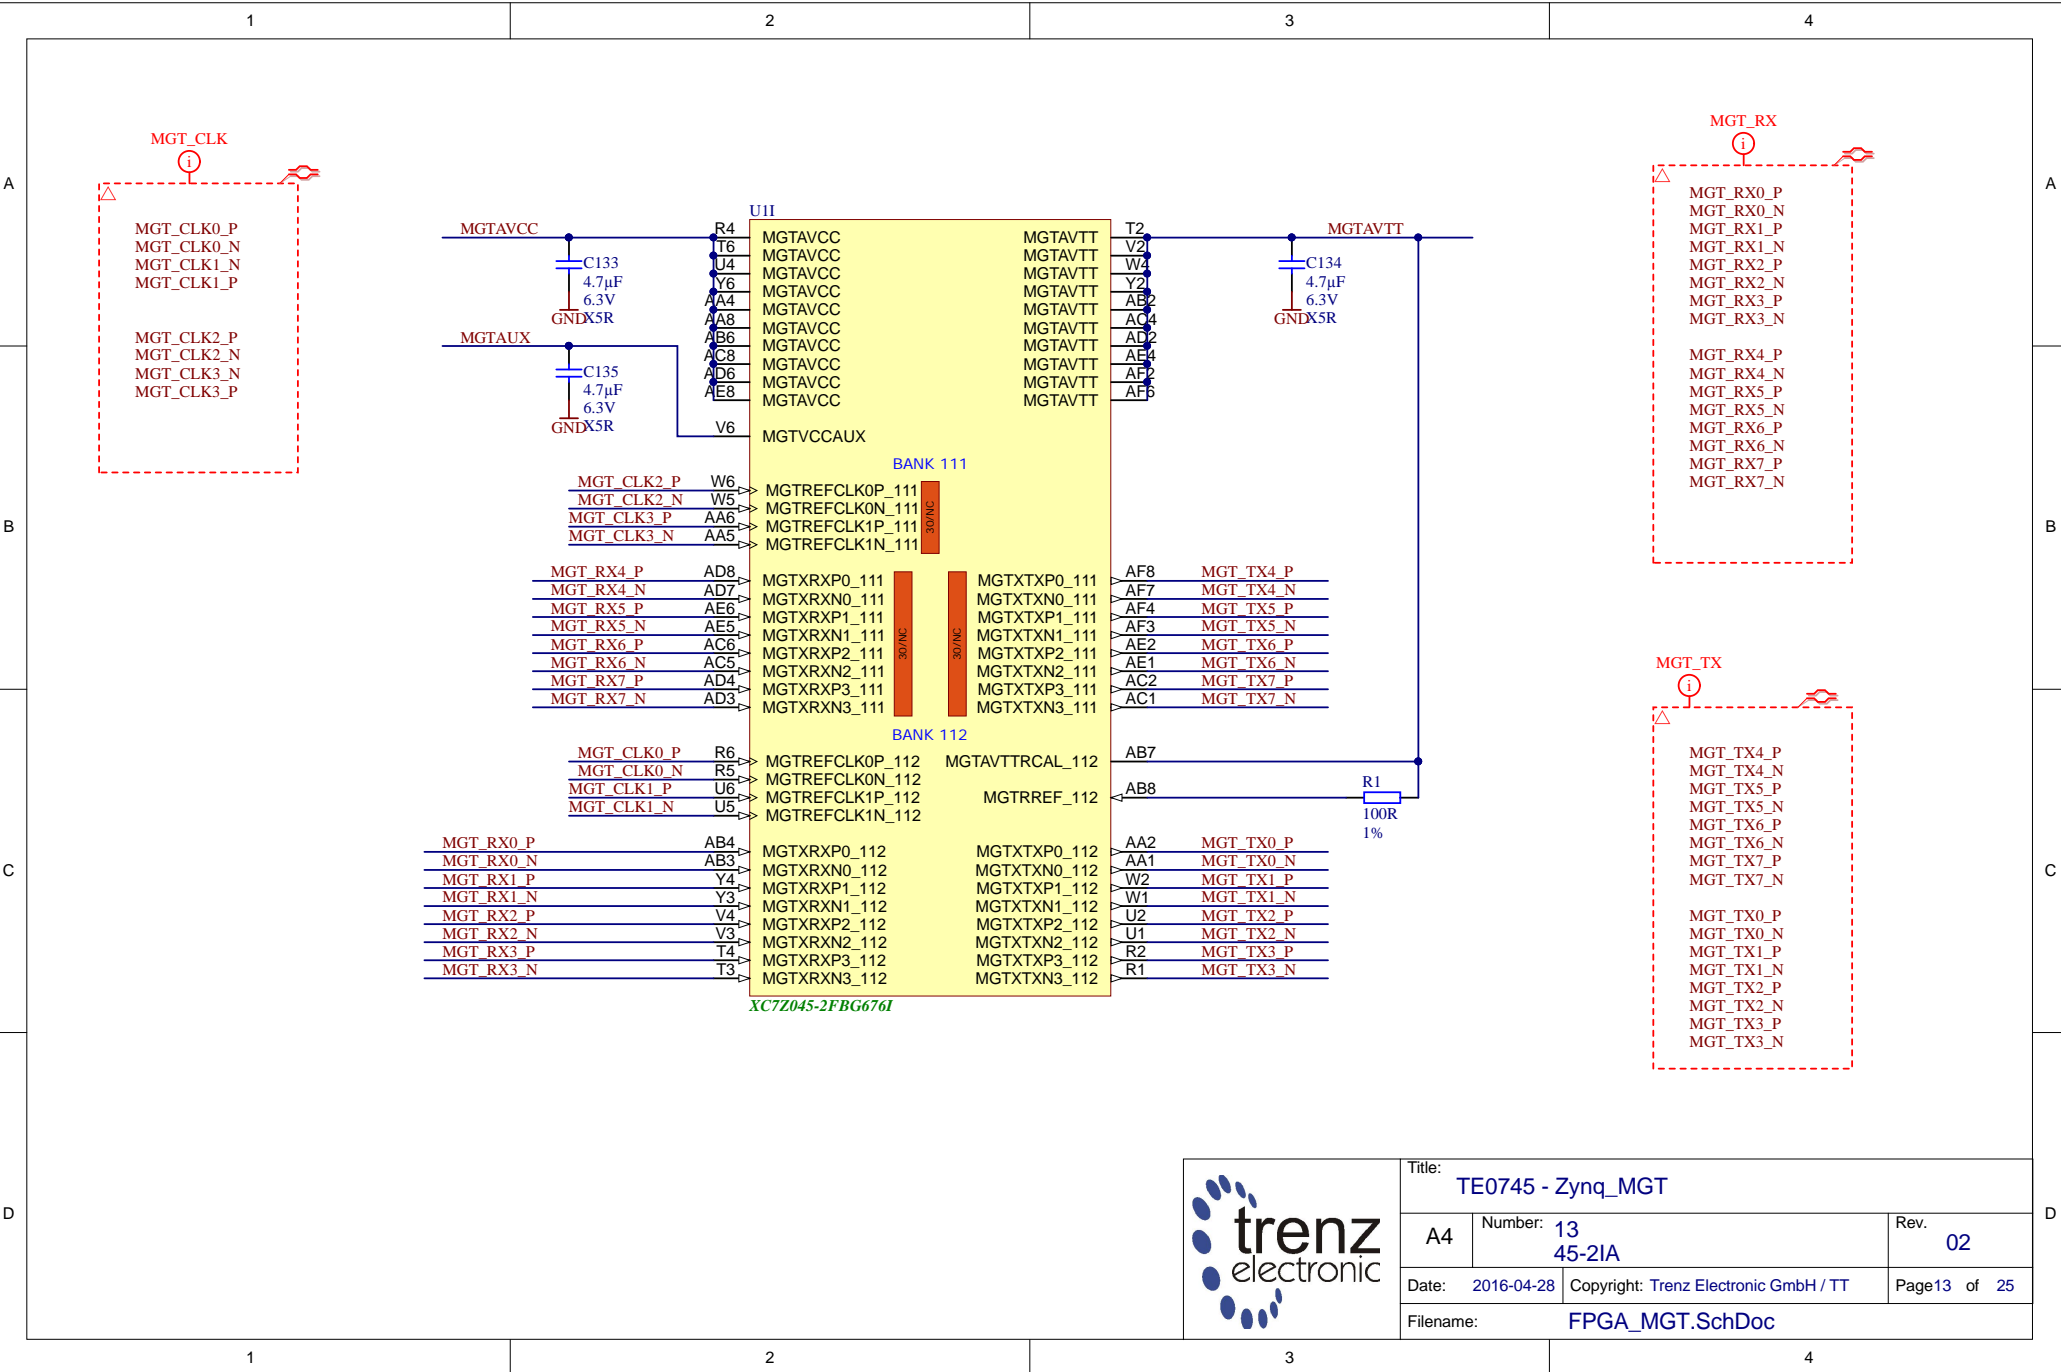 1 2 3 4
A
B
C
D
A
B
C
D
MGT_CLK
i
MGT_CLK0_P
MGT_CLK0_N
MGT_CLK1_N
MGT_CLK1_P
MGT_CLK2_P
MGT_CLK2_N
MGT_CLK3_N
MGT_CLK3_P
MGTAVCC
C133
4.7µF
6.3V
X5R
GND
MGTAUX
C135
4.7µF
6.3V
X5R
GND
U1I
R4 MGTAVCC
T6 MGTAVCC
U4 MGTAVCC
Y6 MGTAVCC
AA4 MGTAVCC
AA8 MGTAVCC
AB6 MGTAVCC
AC8 MGTAVCC
AD6 MGTAVCC
AE8 MGTAVCC
V6 MGTVCCAUX
MGTAVTT T2
MGTAVTT V2
MGTAVTT W4
MGTAVTT Y2
MGTAVTT AB2
MGTAVTT AC4
MGTAVTT AD2
MGTAVTT AE4
MGTAVTT AF2
MGTAVTT AF6
MGTAVTT
C134
4.7µF
6.3V
X5R
GND
BANK 111
MGT_CLK2_P W6 MGTREFCLK0P_111
MGT_CLK2_N W5 MGTREFCLK0N_111
MGT_CLK3_P AA6 MGTREFCLK1P_111
MGT_CLK3_N AA5 MGTREFCLK1N_111
30/NC
MGT_RX4_P AD8 MGTXRXP0_111 MGTXTXP0_111 AF8 MGT_TX4_P
MGT_RX4_N AD7 MGTXRXN0_111 MGTXTXN0_111 AF7 MGT_TX4_N
MGT_RX5_P AE6 MGTXRXP1_111 MGTXTXP1_111 AF4 MGT_TX5_P
MGT_RX5_N AE5 MGTXRXN1_111 MGTXTXN1_111 AF3 MGT_TX5_N
MGT_RX6_P AC6 MGTXRXP2_111 MGTXTXP2_111 AE2 MGT_TX6_P
MGT_RX6_N AC5 MGTXRXN2_111 MGTXTXN2_111 AE1 MGT_TX6_N
MGT_RX7_P AD4 MGTXRXP3_111 MGTXTXP3_111 AC2 MGT_TX7_P
MGT_RX7_N AD3 MGTXRXN3_111 MGTXTXN3_111 AC1 MGT_TX7_N
30/NC 30/NC
BANK 112
MGT_CLK0_P R6 MGTREFCLK0P_112 MGTAVTTRCAL_112 AB7
MGT_CLK0_N R5 MGTREFCLK0N_112
MGT_CLK1_P U6 MGTREFCLK1P_112 MGTRREF_112 AB8
MGT_CLK1_N U5 MGTREFCLK1N_112
R1
100R
1%
MGT_RX0_P AB4 MGTXRXP0_112 MGTXTXP0_112 AA2 MGT_TX0_P
MGT_RX0_N AB3 MGTXRXN0_112 MGTXTXN0_112 AA1 MGT_TX0_N
MGT_RX1_P Y4 MGTXRXP1_112 MGTXTXP1_112 W2 MGT_TX1_P
MGT_RX1_N Y3 MGTXRXN1_112 MGTXTXN1_112 W1 MGT_TX1_N
MGT_RX2_P V4 MGTXRXP2_112 MGTXTXP2_112 U2 MGT_TX2_P
MGT_RX2_N V3 MGTXRXN2_112 MGTXTXN2_112 U1 MGT_TX2_N
MGT_RX3_P T4 MGTXRXP3_112 MGTXTXP3_112 R2 MGT_TX3_P
MGT_RX3_N T3 MGTXRXN3_112 MGTXTXN3_112 R1 MGT_TX3_N
XC7Z045-2FBG676I
MGT_RX
i
MGT_RX0_P
MGT_RX0_N
MGT_RX1_P
MGT_RX1_N
MGT_RX2_P
MGT_RX2_N
MGT_RX3_P
MGT_RX3_N
MGT_RX4_P
MGT_RX4_N
MGT_RX5_P
MGT_RX5_N
MGT_RX6_P
MGT_RX6_N
MGT_RX7_P
MGT_RX7_N
MGT_TX
i
MGT_TX4_P
MGT_TX4_N
MGT_TX5_P
MGT_TX5_N
MGT_TX6_P
MGT_TX6_N
MGT_TX7_P
MGT_TX7_N
MGT_TX0_P
MGT_TX0_N
MGT_TX1_P
MGT_TX1_N
MGT_TX2_P
MGT_TX2_N
MGT_TX3_P
MGT_TX3_N
trenz
electronic
Title:
TE0745 - Zynq_MGT
A4 Number: 13
45-2IA
Rev.
02
Date: 2016-04-28 Copyright: Trenz Electronic GmbH / TT Page13 of 25
Filename: FPGA_MGT.SchDoc
1 2 3 4